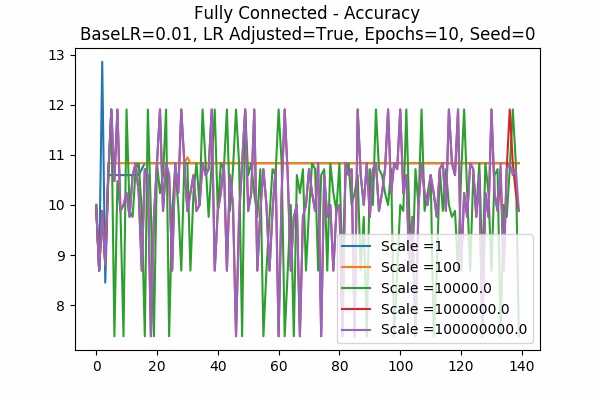 Fully Connected - Accuracy
BaseLR=0.01, LR Adjusted=True, Epochs=10, Seed=0
13
12
11
10
9
8
Scale =1
Scale =100
Scale =10000.0
Scale =1000000.0
Scale =100000000.0
0 20 40 60 80 100 120 140